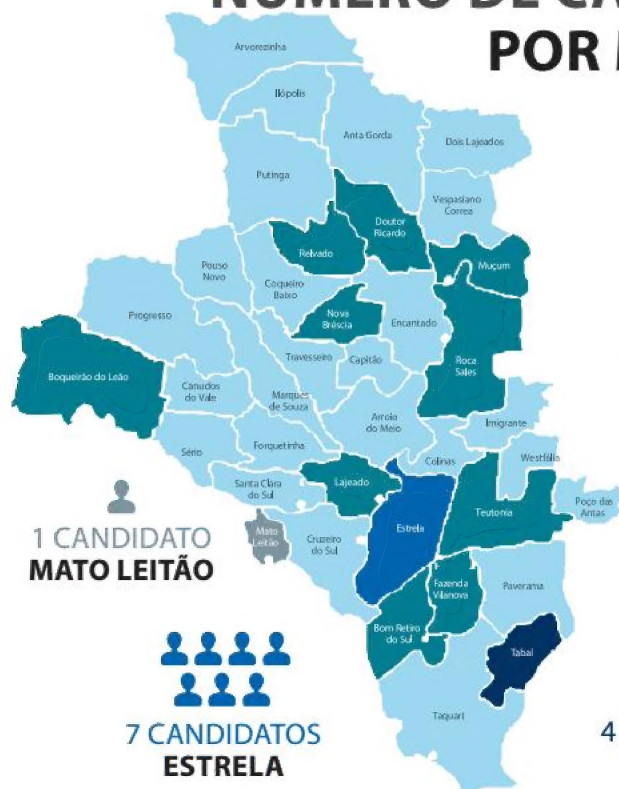 NÚMERO DE CA
POR
Arvorezinha
Ilópolis
Anta Gorda
Dois Lajeados
Putinga
Vespasiano
Correa
Doutor
Ricardo
Relvado
Muçum
Pouso
Novo
Coqueiro
Baixo
Progresso
Nova
Bréscia
Encantado
Travesseiro
Capitão
Roca
Sales
Boqueirão do Leão
Canudos
do Vale
Marques
de Souza
Arroio
do Meio
Imigrante
Sério
Forquetinha
Colinas
Westfália
Santa Clara
do Sul
Lajeado
Estrela
Teutonia
Poço das
Antas
Mato
Leitão
Cruzeiro
do Sul
1 CANDIDATO
MATO LEITÃO
Fazenda
Vilanova
Paverama
Bom Retiro
do Sul
Tabaí
Taquari
7 CANDIDATOS
ESTRELA
4